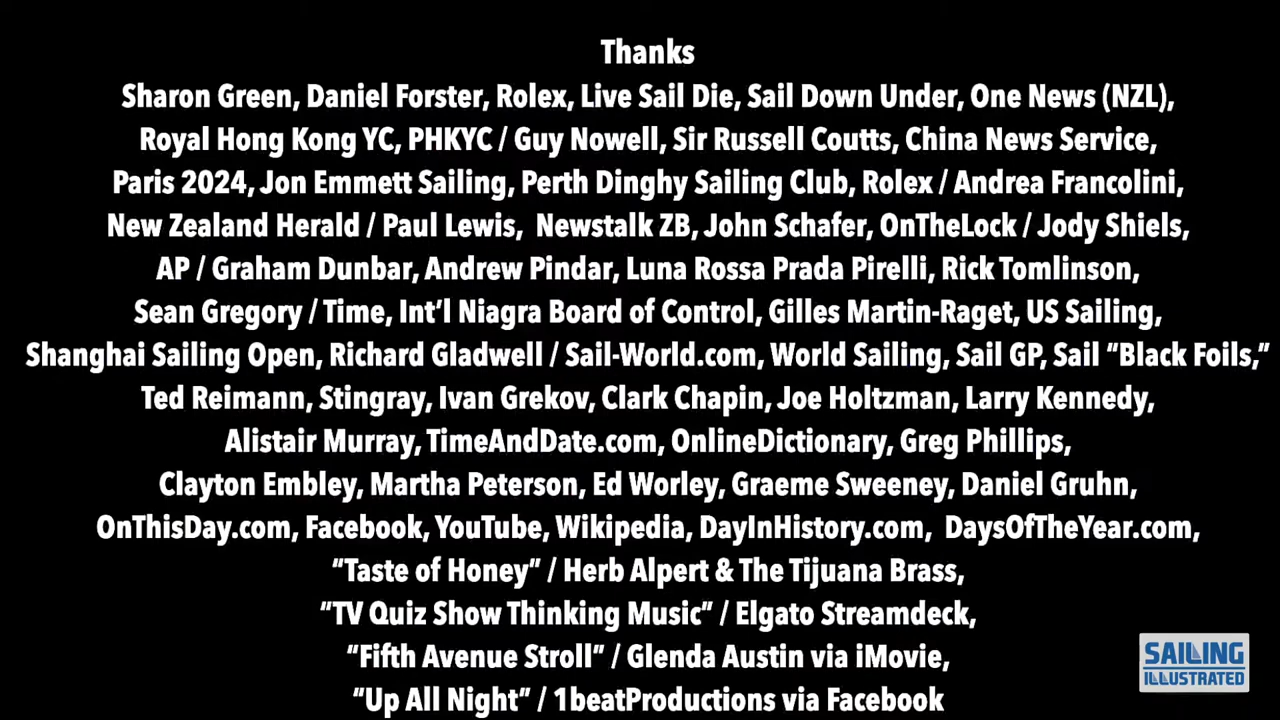 Thanks
Sharon Green, Daniel Forster, Rolex, Live Sail Die, Sail Down Under, One News (NZL),
Royal Hong Kong YC, PHKYC / Guy Nowell, Sir Russell Coutts, China News Service,
Paris 2024, Jon Emmett Sailing, Perth Dinghy Sailing Club, Rolex / Andrea Francolini,
New Zealand Herald / Paul Lewis,  Newstalk ZB, John Schafer, OnTheLock / Jody Shiels,
AP / Graham Dunbar, Andrew Pindar, Luna Rossa Prada Pirelli, Rick Tomlinson,
Sean Gregory / Time, Int’l Niagra Board of Control, Gilles Martin-Raget, US Sailing,
Shanghai Sailing Open, Richard Gladwell / Sail-World.com, World Sailing, Sail GP, Sail “Black Foils,”
Ted Reimann, Stingray, Ivan Grekov, Clark Chapin, Joe Holtzman, Larry Kennedy,
Alistair Murray, TimeAndDate.com, OnlineDictionary, Greg Phillips,
Clayton Embley, Martha Peterson, Ed Worley, Graeme Sweeney, Daniel Gruhn,
OnThisDay.com, Facebook, YouTube, Wikipedia, DayInHistory.com,  DaysOfTheYear.com,
“Taste of Honey” / Herb Alpert & The Tijuana Brass,
“TV Quiz Show Thinking Music” / Elgato Streamdeck,
“Fifth Avenue Stroll” / Glenda Austin via iMovie,
“Up All Night” / 1beatProductions via Facebook
SAILING
ILLUSTRATED